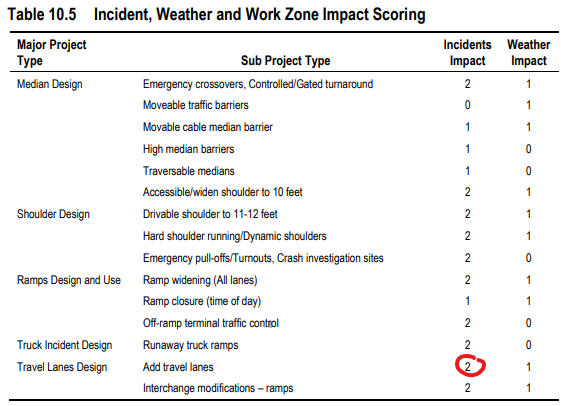 Table 10.5 Incident, Weather and Work Zone Impact Scoring
Major Project Incidents Weather
Type Sub Project Type Impact Impact
Median Design Emergency crossovers, Controlled/Gated turnaround 2 1
Moveable traffic barriers 0 1
Movable cable median barrier 1 1
High median barriers 1 0
Traversable medians 1 0
Accessible/widen shoulder to 10 feet 2 1
Shoulder Design Drivable shoulder to 11-12 feet 2 1
Hard shoulder running/Dynamic shoulders 2 1
Emergency pull-offs/Turnouts, Crash investigation sites 2 0
Ramps Design and Use Ramp widening (All lanes) 2 1
Ramp closure (time of day) 1 1
Off-ramp terminal traffic control 2 0
Truck Incident Design Runaway truck ramps 2 0
Travel Lanes Design Add travel lanes 2 1
Interchange modifications – ramps 2 1